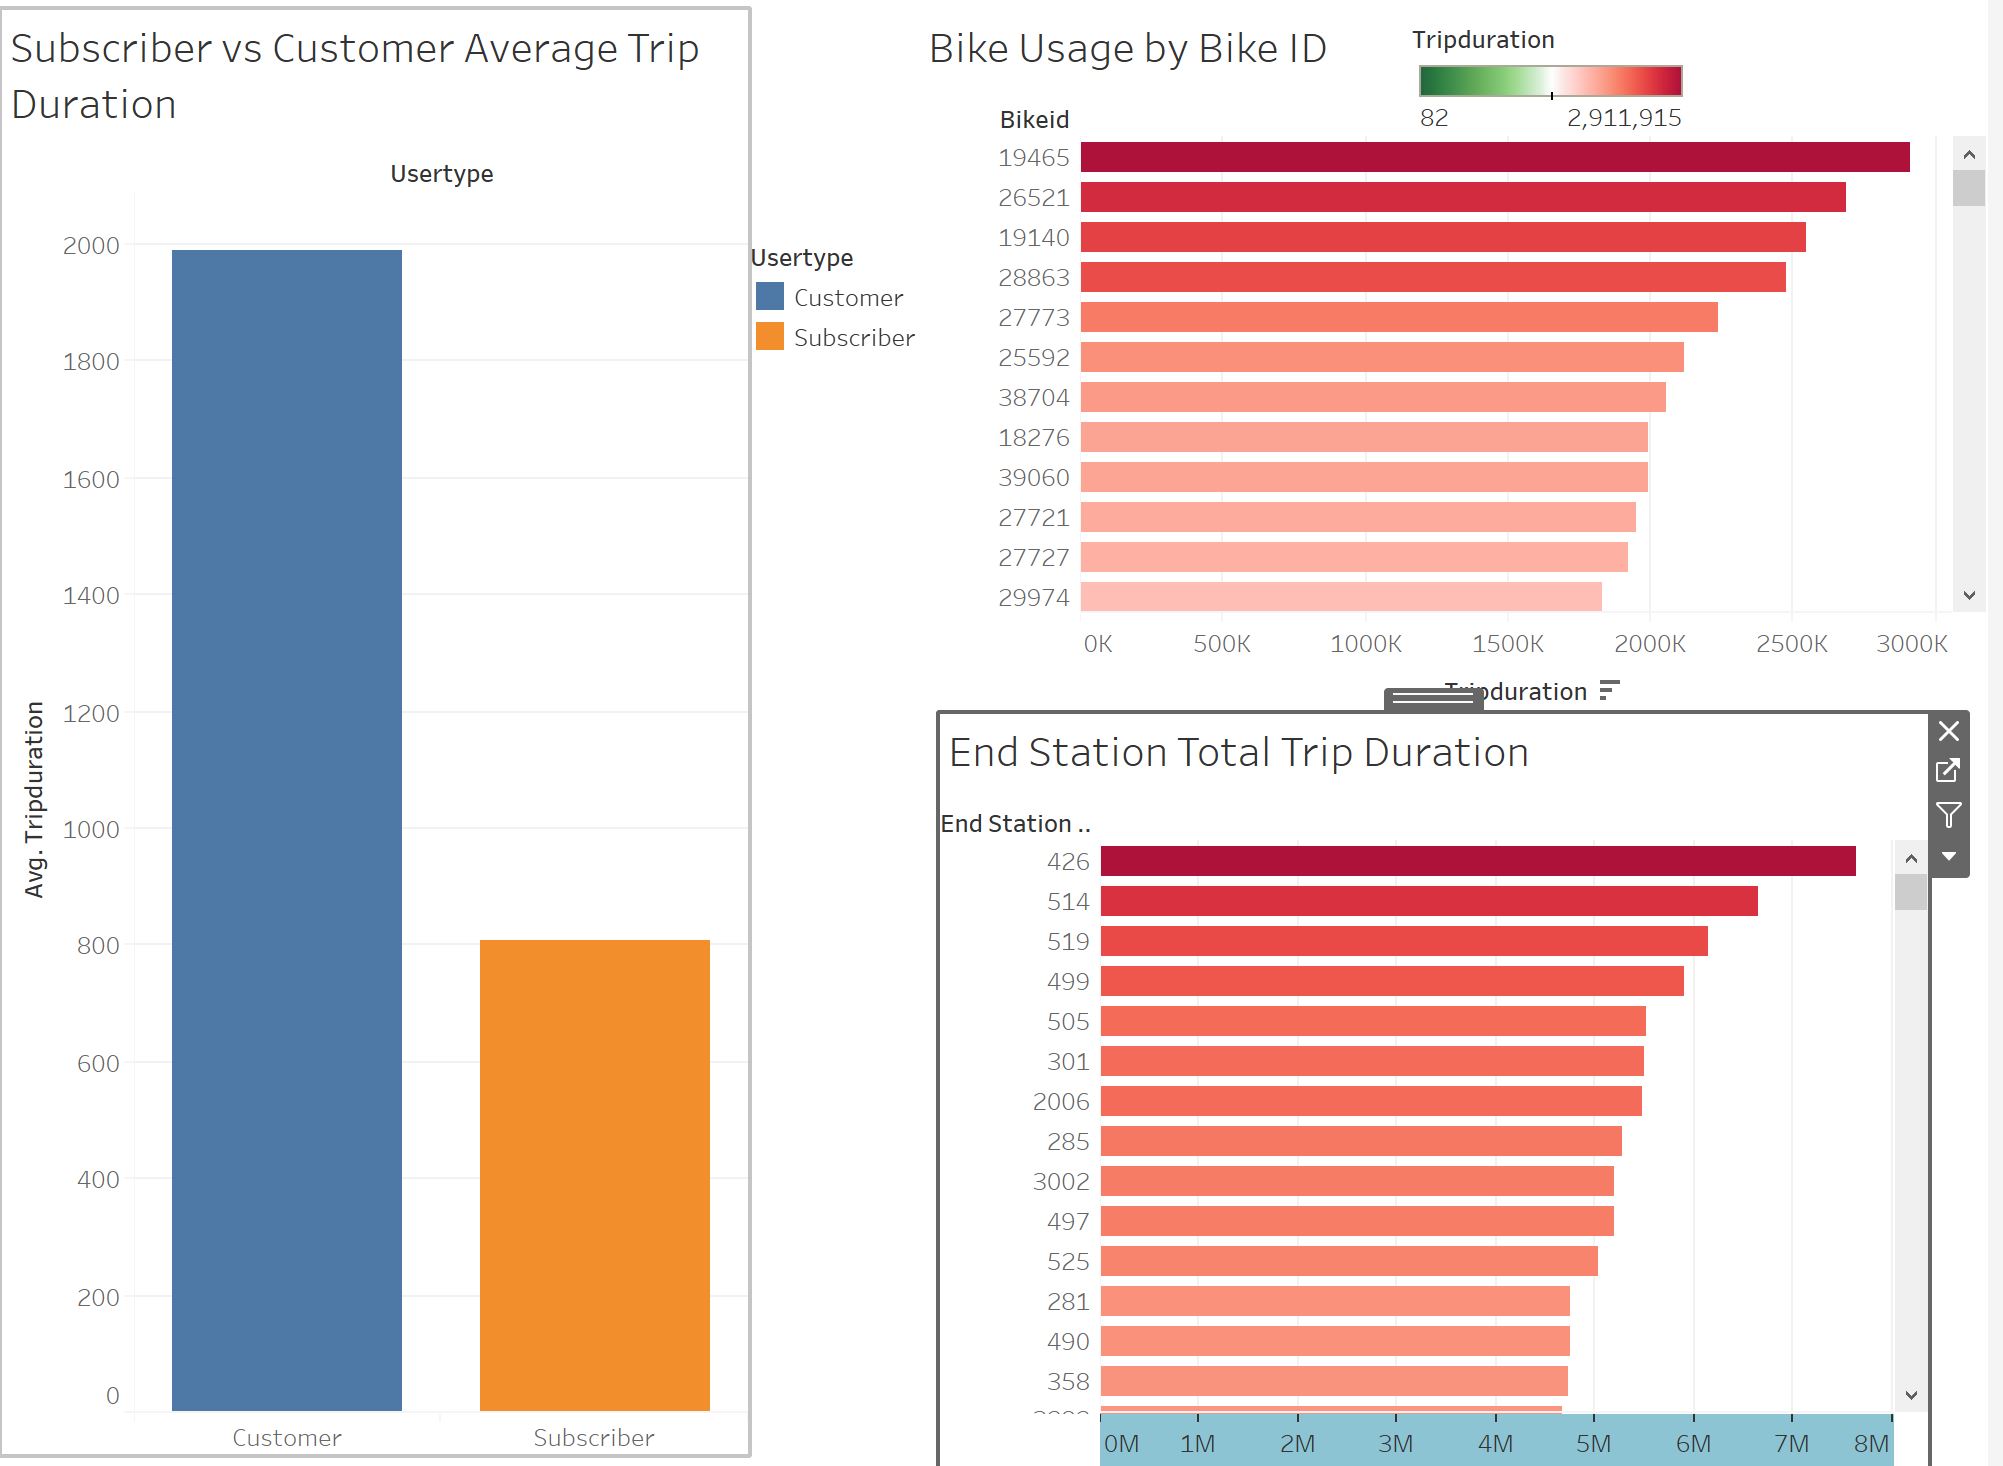 Subscriber vs Customer Average Trip
Duration
Usertype
2000
1800
1600
1400
1200
1000
800
600
400
200
0
Avg. Tripduration
Customer
Subscriber
Usertype
Customer
Subscriber
Bike Usage by Bike ID
Tripduration
82 2,911,915
Bikeid
19465
26521
19140
28863
27773
25592
38704
18276
39060
27721
27727
29974
0K 500K 1000K 1500K 2000K 2500K 3000K
Tripduration
End Station Total Trip Duration
End Station ..
426
514
519
499
505
301
2006
285
3002
497
525
281
490
358
0M 1M 2M 3M 4M 5M 6M 7M 8M